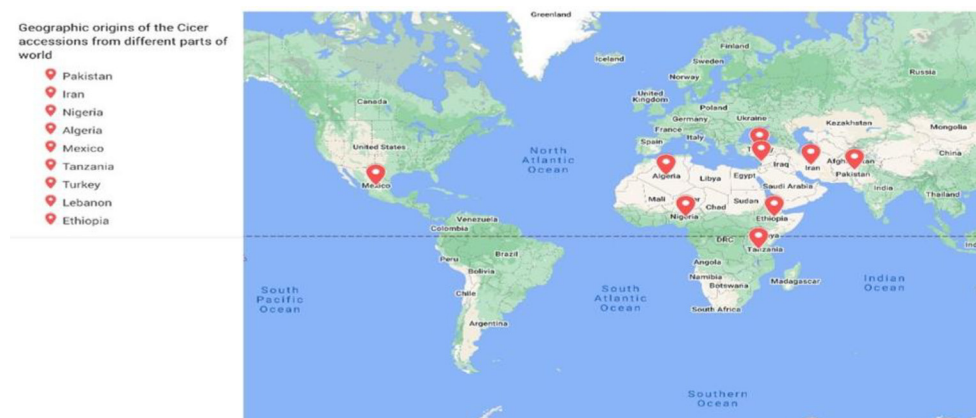 Geographic origins of the Cicer
accessions from different parts of
world
Pakistan
Iran
Nigeria
Algeria
Mexico
Tanzania
Turkey
Lebanon
Ethiopia
Greenland
Iceland
Finland
Sweden
Norway
Russia
Canada
United
Kingdom
Poland
Germany
Ukraine
France
Kazakhstan
Italy
Mongolia
Spain
United States
North
Atlantic
Ocean
China
Iraq
Iran
Pakistan
Algeria
Libya
Egypt
Saudi Arabia
India
Mexico
Mali
Chad
Sudan
Thailand
Nigeria
Ethiopia
Venezuela
Colombia
DRC
Tanzania
Peru
Brazil
Angola
Bolivia
Namibia
Botswana
Madagascar
Indian
Ocean
South
Pacific
Ocean
South
Atlantic
Ocean
Chile
South Africa
Argentina
Southern
Ocean